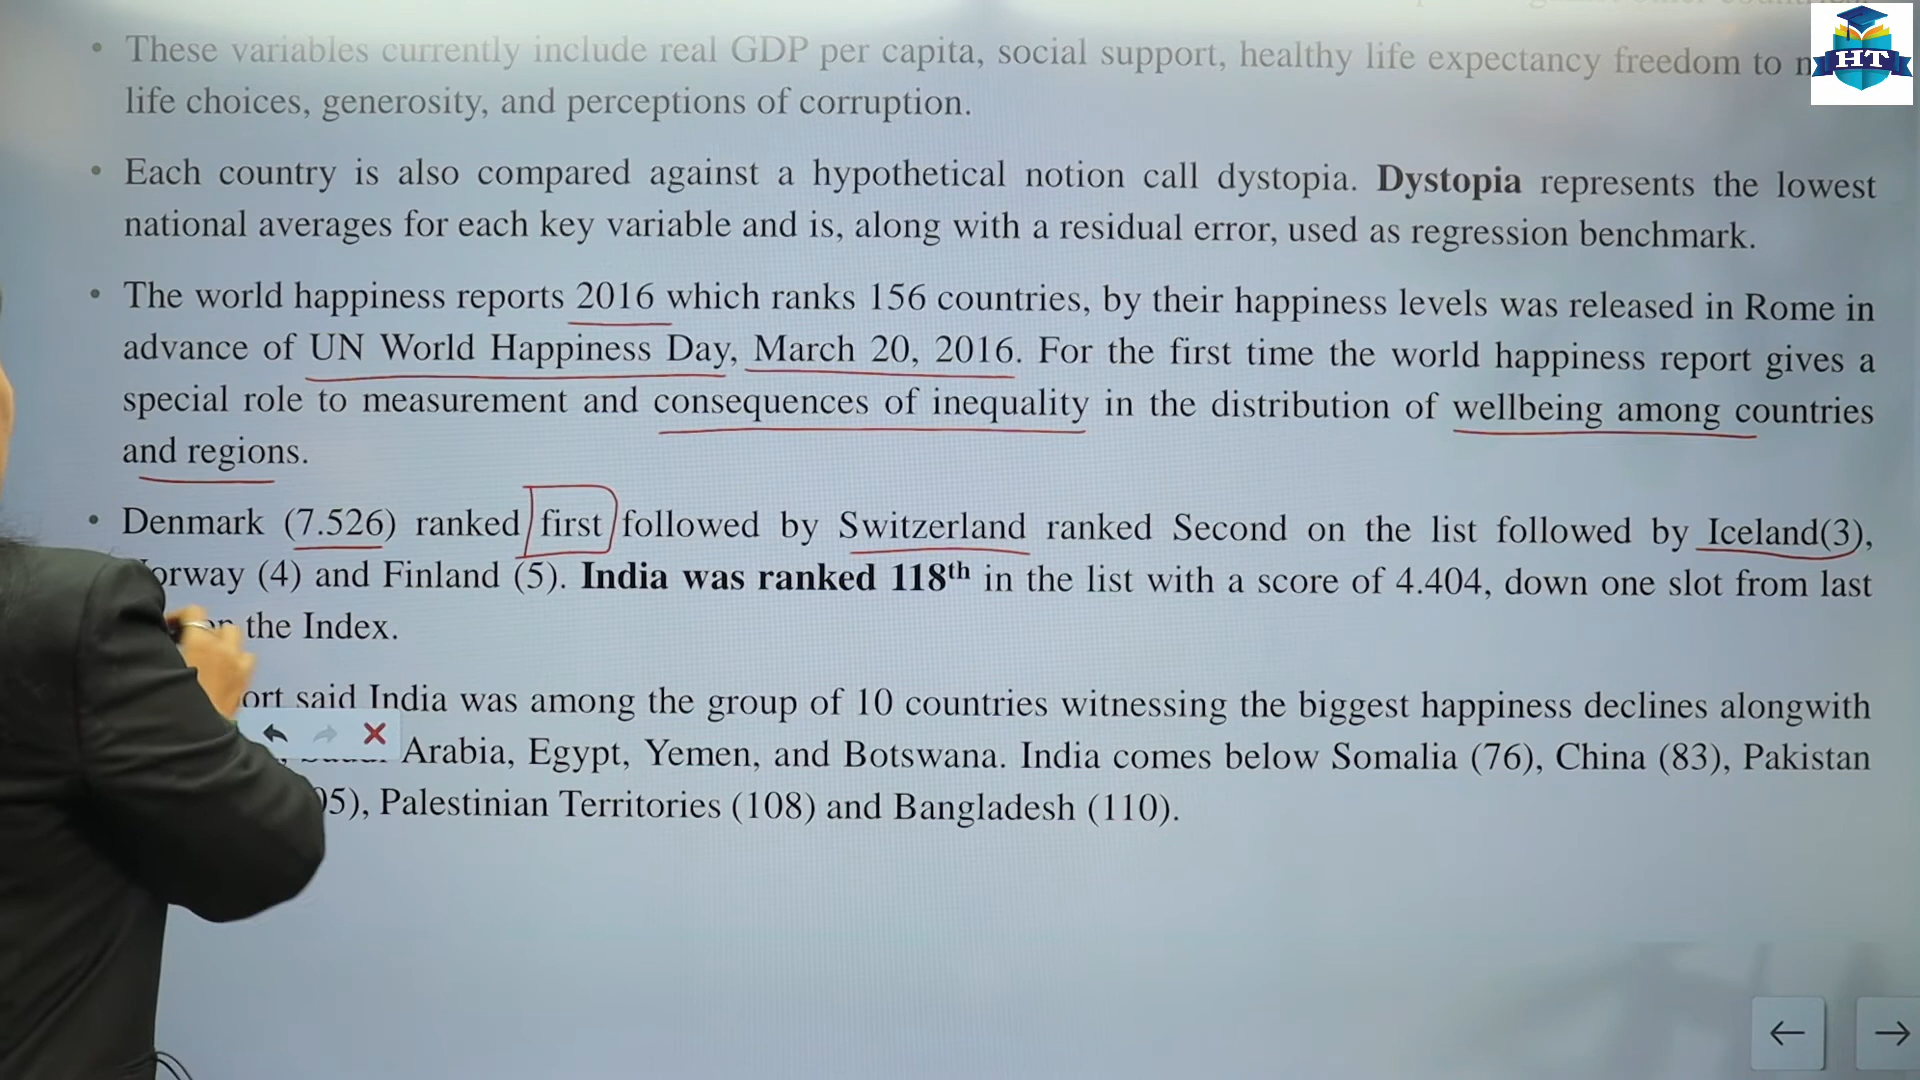 • These variables currently include real GDP per capita, social support, healthy life expectancy freedom to
life choices, generosity, and perceptions of corruption.
• Each country is also compared against a hypothetical notion call dystopia. Dystopia represents the lowest
national averages for each key variable and is, along with a residual error, used as regression benchmark.
• The world happiness reports 2016 which ranks 156 countries, by their happiness levels was released in Rome in
advance of UN World Happiness Day, March 20, 2016. For the first time the world happiness report gives a
special role to measurement and consequences of inequality in the distribution of wellbeing among countries
and regions.
• Denmark (7.526) ranked first followed by Switzerland ranked Second on the list followed by Iceland(3),
orway (4) and Finland (5). India was ranked 118th in the list with a score of 4.404, down one slot from last
the Index.
ort said India was among the group of 10 countries witnessing the biggest happiness declines alongwith
Arabia, Egypt, Yemen, and Botswana. India comes below Somalia (76), China (83), Pakistan
5), Palestinian Territories (108) and Bangladesh (110).
HT